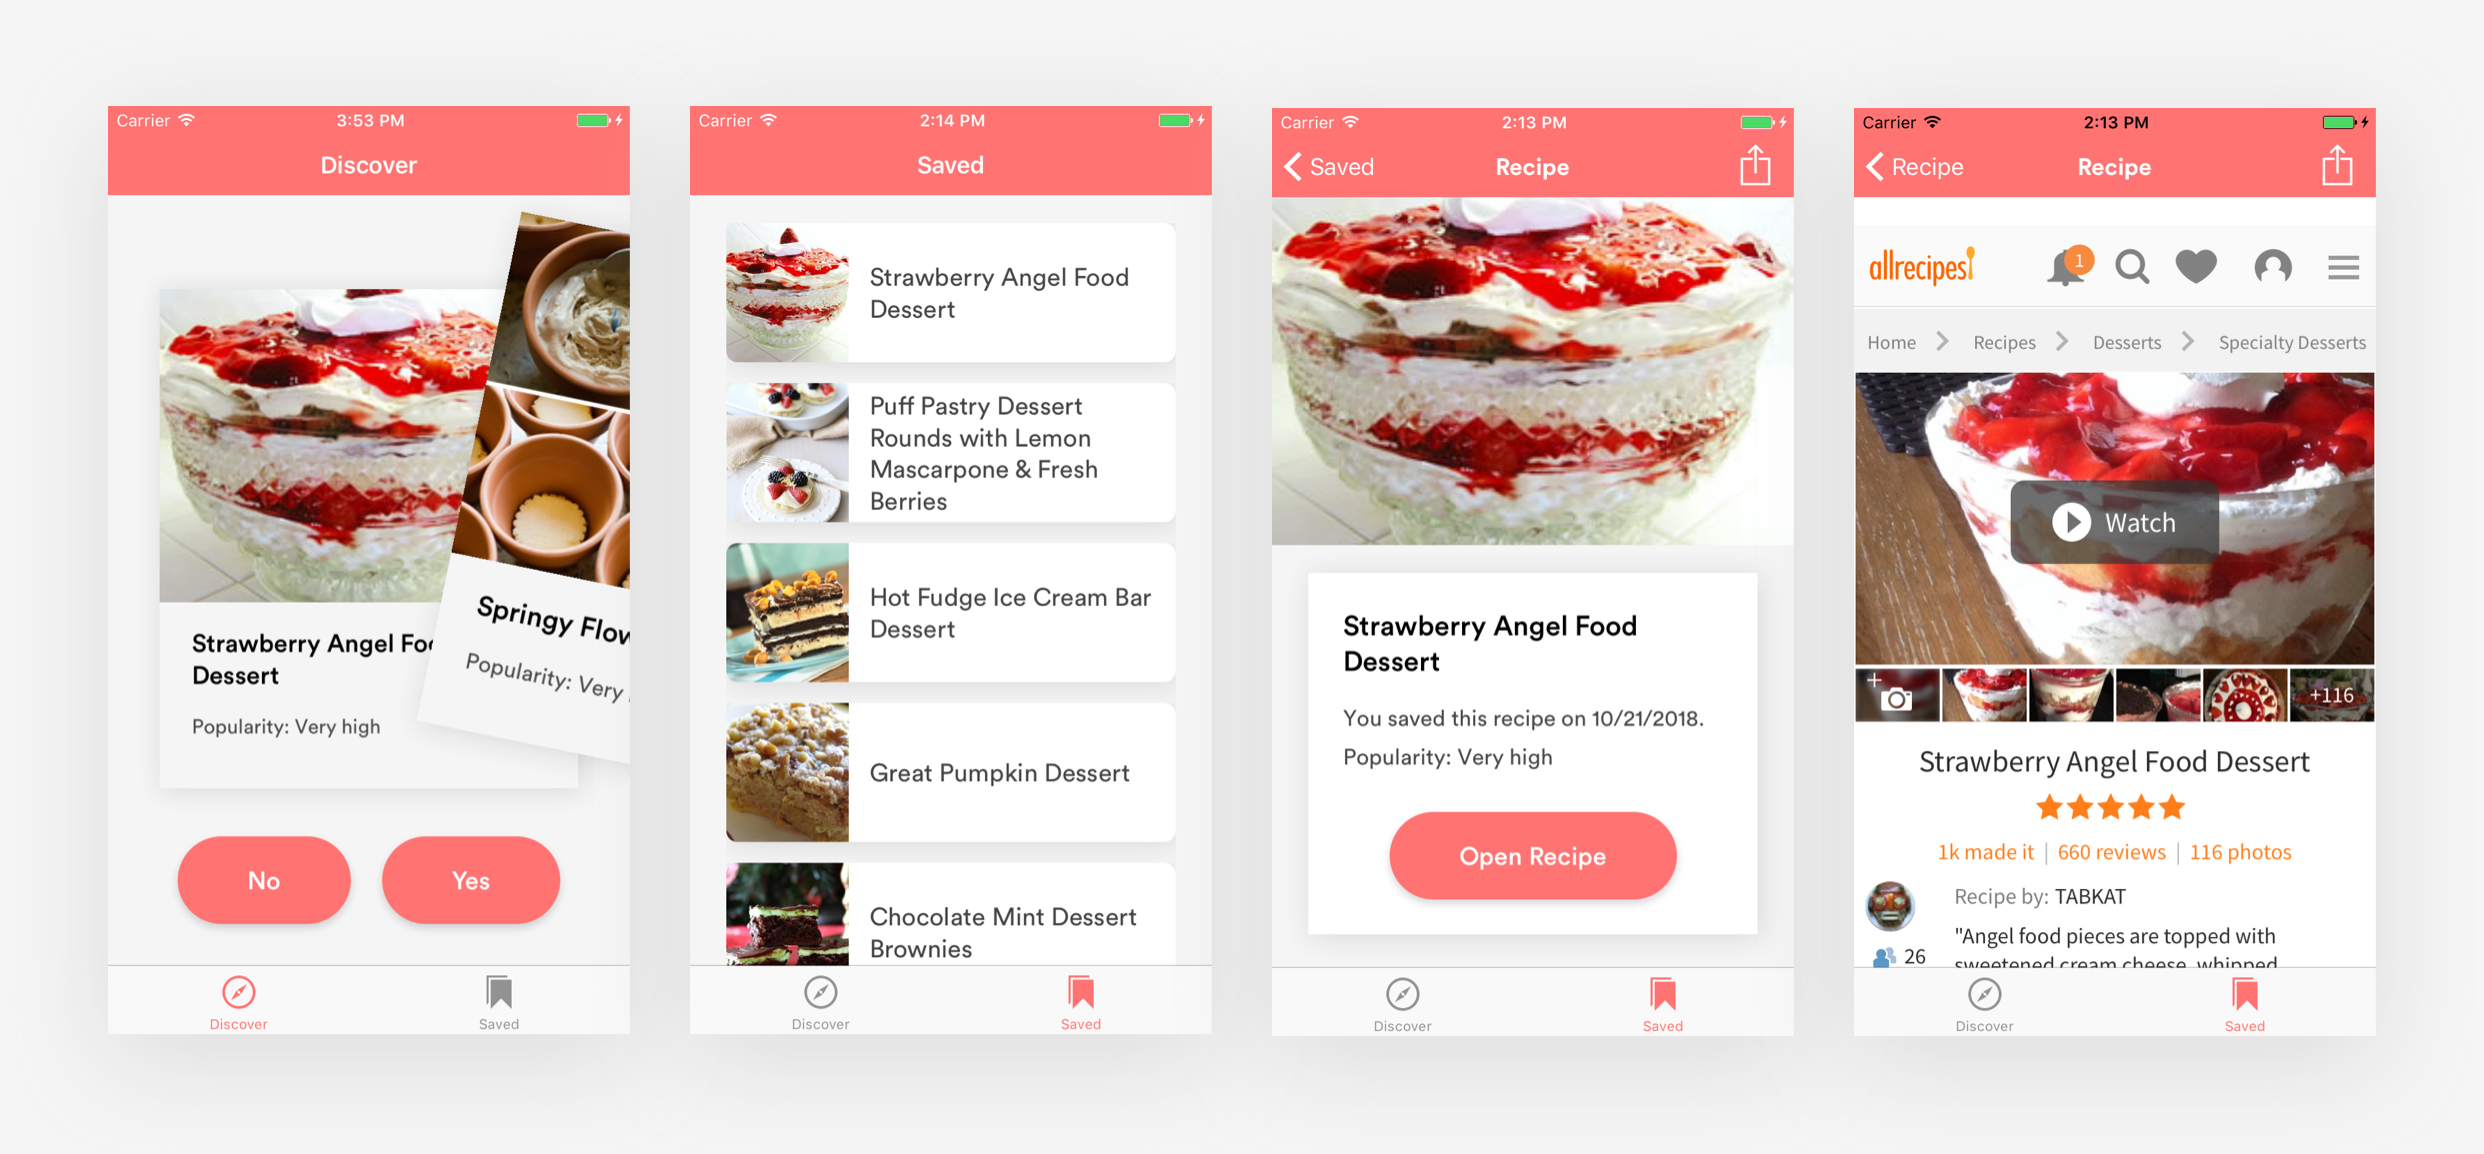 Carrier 3:53 PM
Discover
Strawberry Angel Foo
Dessert
Popularity: Very high
Springy Flow
Popularity: Very
No Yes
Discover Saved
Carrier 2:14 PM
Saved
Strawberry Angel Food
Dessert
Puff Pastry Dessert
Rounds with Lemon
Mascarpone & Fresh
Berries
Hot Fudge Ice Cream Bar
Dessert
Great Pumpkin Dessert
Chocolate Mint Dessert
Brownies
Discover Saved
Carrier 2:13 PM
Saved Recipe
Strawberry Angel Food
Dessert
You saved this recipe on 10/21/2018.
Popularity: Very high
Open Recipe
Discover Saved
Carrier 2:13 PM
Recipe Recipe
allrecipes 1
Home Recipes Desserts Specialty Desserts
Watch
+116
Strawberry Angel Food Dessert
1k made it | 660 reviews | 116 photos
Recipe by: TABKAT
"Angel food pieces are topped with
26 sweetened cream cheese, whipped
Discover Saved